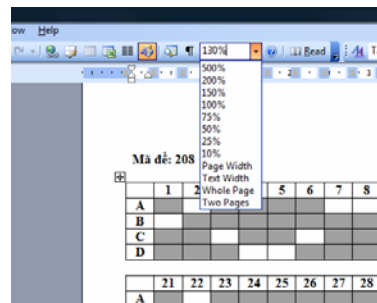 ow Help
130% Read
500%
200%
150%
100%
75%
50%
25%
10%
Page Width
Text Width
Whole Page
Two Pages
Mã đề: 208
1 2 5 6 7 8
A
B
C
D
21 22 23 24 25 26 27 28
A